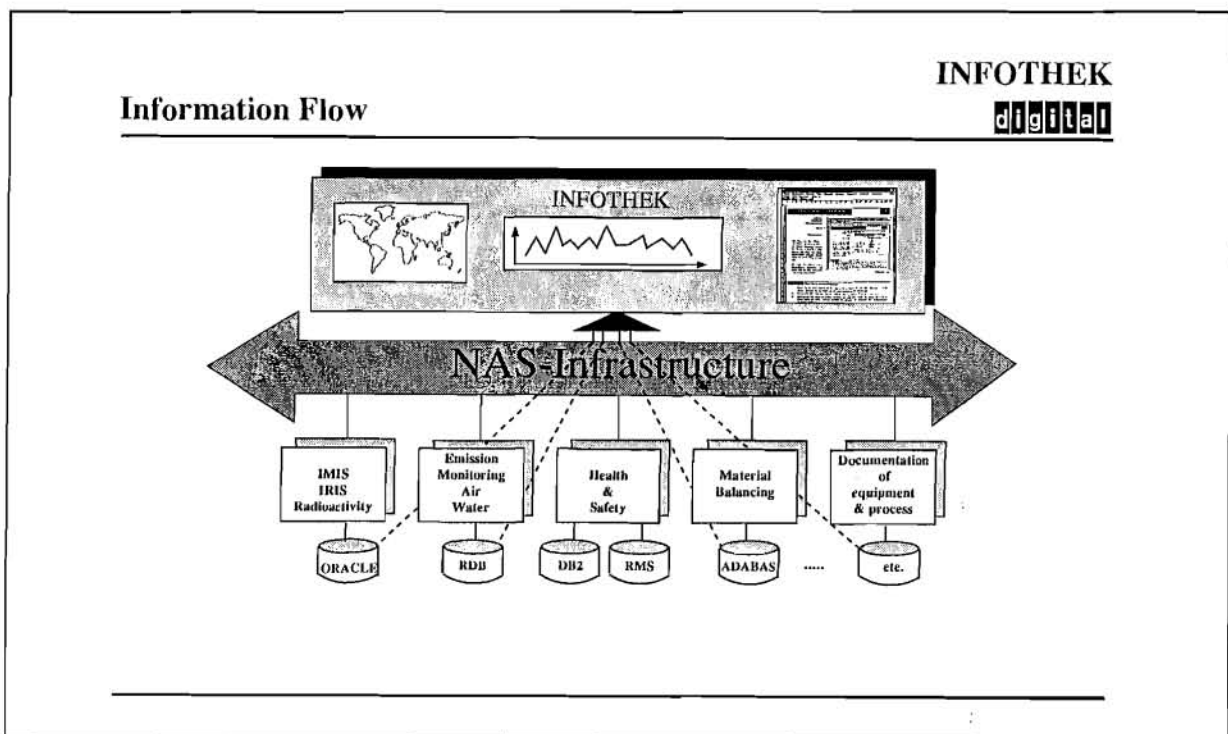 INFOTHEK
digital
Information Flow
INFOTHEK
NAS-Infrastructure
IMIS
IRIS
Radioactivity
Emission
Monitoring
Air
Water
Health
&
Safety
Material
Balancing
Documentation
of
equipment
& process
ORACLE
RDB
DB2
RMS
ADABAS
.....
etc.